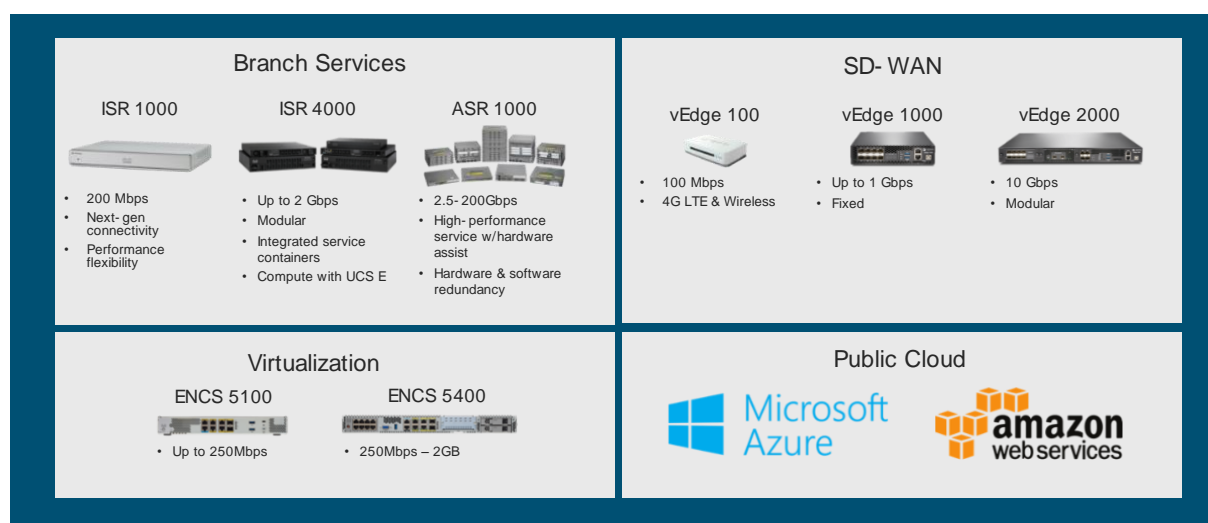 Branch Services
ISR 1000
ISR 4000
ASR 1000
• 200 Mbps
• Next-gen
connectivity
• Performance
flexibility
• Up to 2 Gbps
• Modular
• Integrated service
containers
• Compute with UCS E
• 2.5-200Gbps
• High-performance
service w/hardware
assist
• Hardware & software
redundancy
SD-WAN
vEdge 100
vEdge 1000
vEdge 2000
• 100 Mbps
• 4G LTE & Wireless
• Up to 1 Gbps
• Fixed
• 10 Gbps
• Modular
Virtualization
ENCS 5100
ENCS 5400
• Up to 250Mbps
• 250Mbps – 2GB
Public Cloud
Microsoft
Azure
amazon
webservices